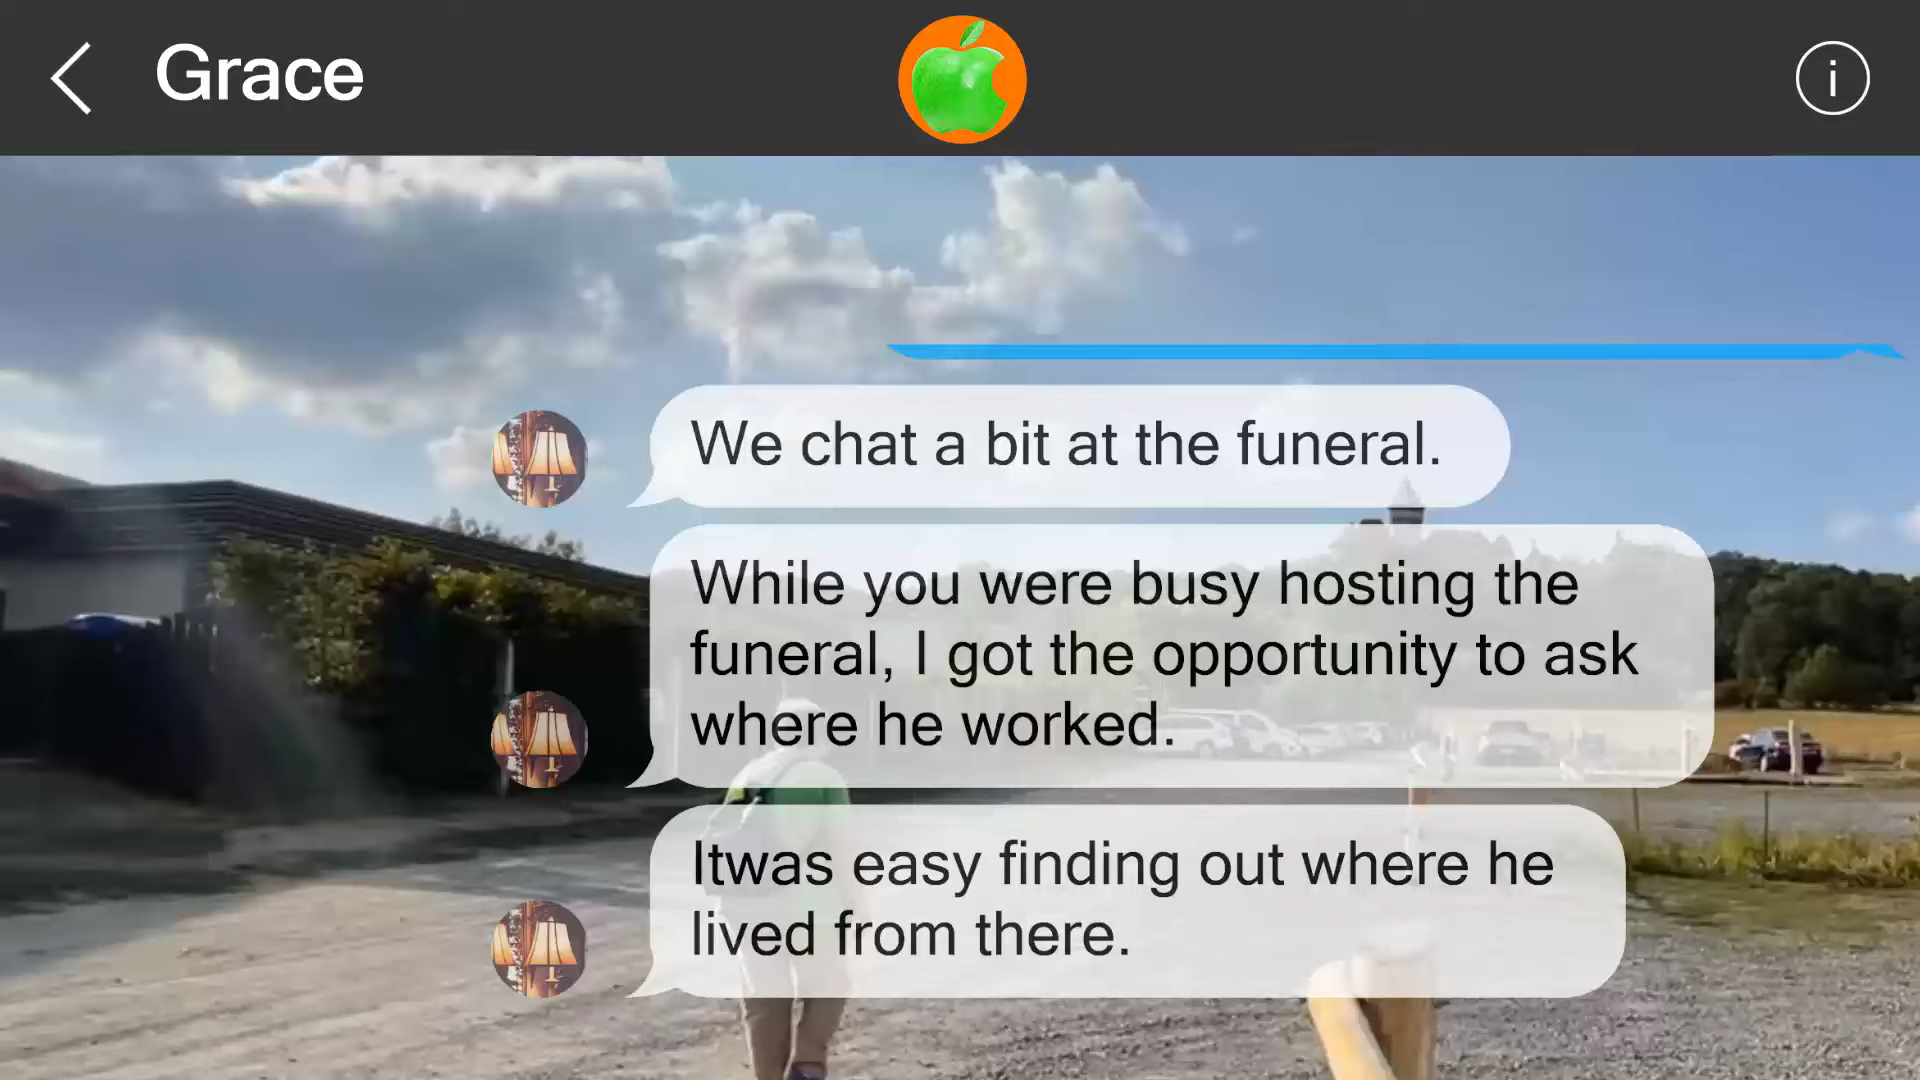 Grace
i
We chat a bit at the funeral.
While you were busy hosting the
funeral, I got the opportunity to ask
where he worked.
Itwas easy finding out where he
lived from there.